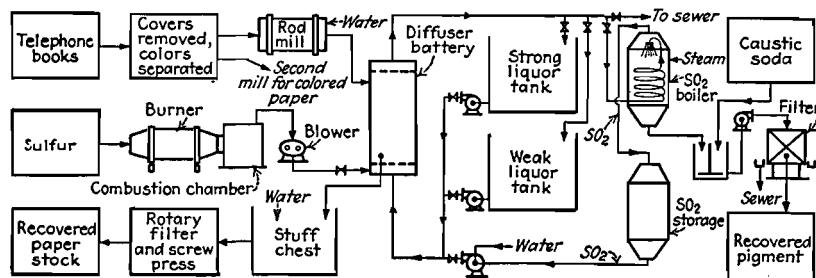 Telephone
books
Covers
removed,
colors
separated
Rod
mill
Water
Second
mill for colored
paper
Diffuser
battery
To sewer
Strong
liquor
tank
Steam
SO2
boiler
Caustic
soda
Filter
Sulfur
Burner
Blower
Combustion chamber
SO2
Weak
liquor
tank
Sewer
SO2
storage
Recovered
paper
stock
Rotary
filter
and screw
press
Water
Stuff
chest
Water
SO2
Recovered
pigment